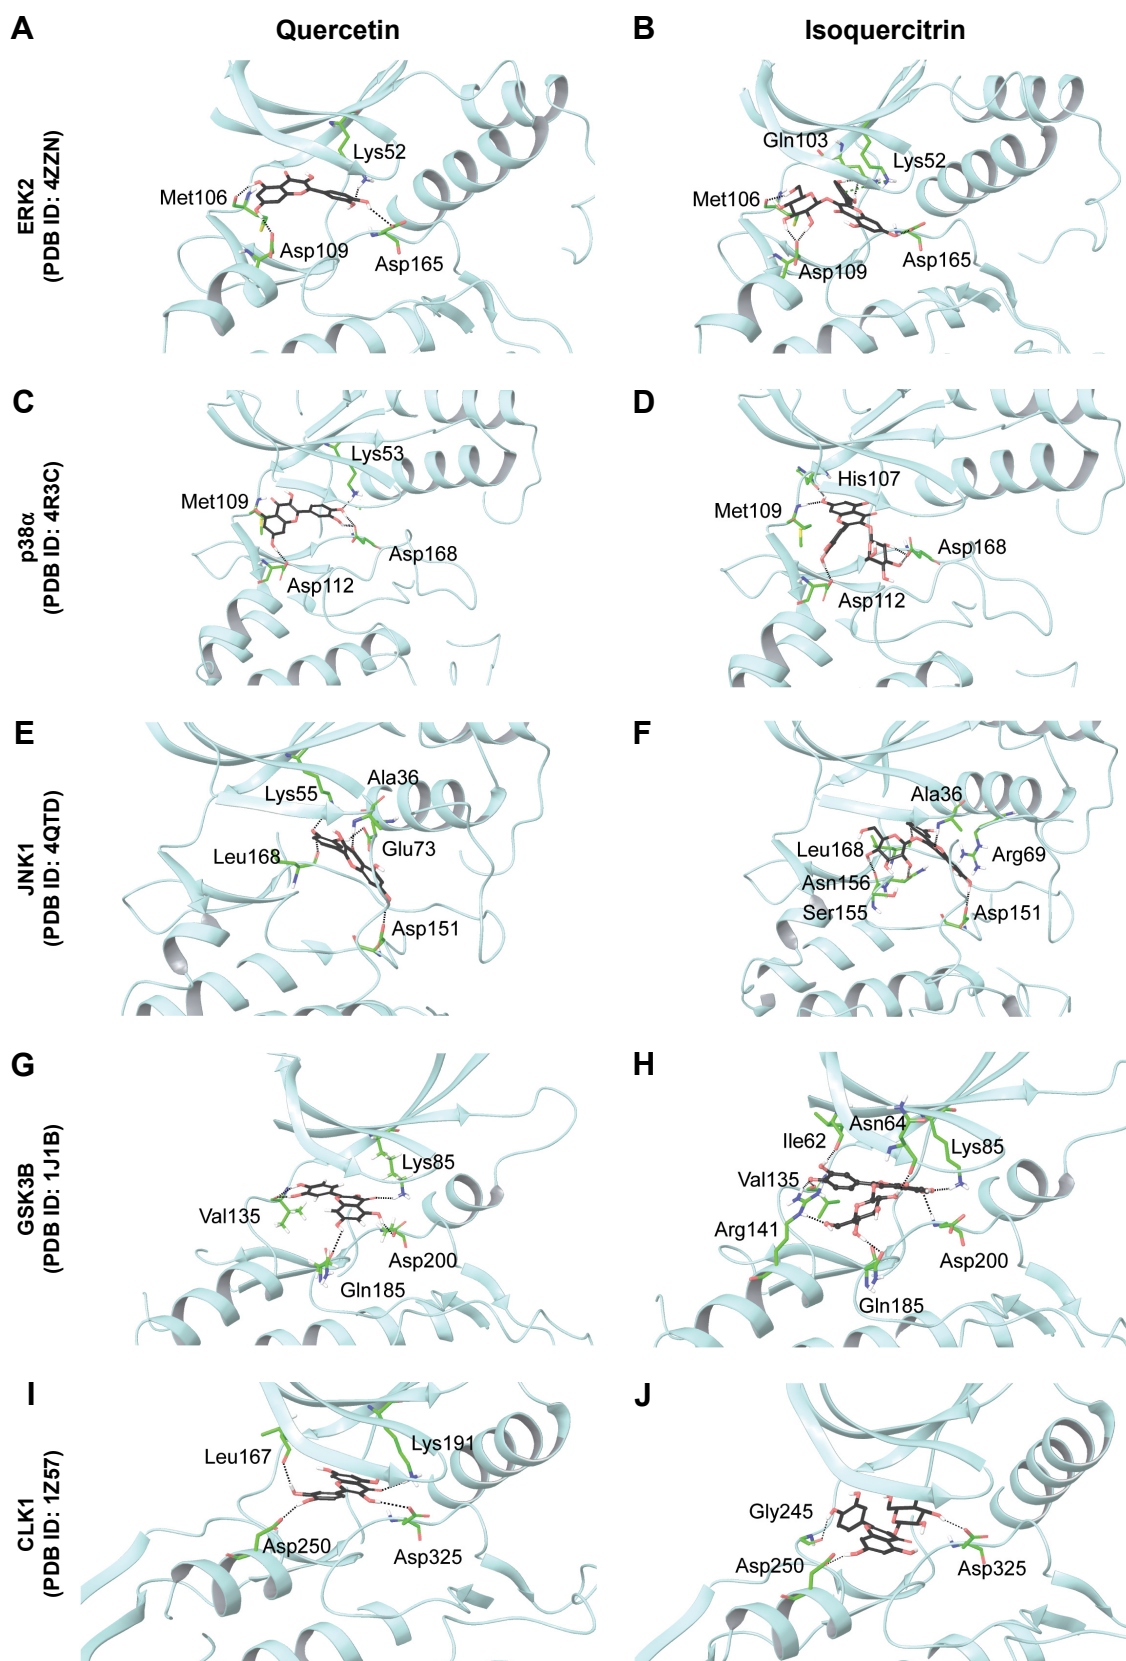 A
Quercetin
B
Isoquercitrin
ERK2
(PDB ID: 4ZZN)
Lys52
Met106
Asp109
Asp165
Gln103
Lys52
Met106
Asp109
Asp165
C
D
p38α
(PDB ID: 4R3C)
Lys53
Met109
Asp168
Asp112
His107
Met109
Asp168
Asp112
E
F
JNK1
(PDB ID: 4QTD)
Ala36
Lys55
Glu73
Leu168
Asp151
Ala36
Leu168
Arg69
Asn156
Ser155
Asp151
G
H
GSK3B
(PDB ID: 1J1B)
Lys85
Val135
Asp200
Gln185
Asn64
Ile62
Lys85
Val135
Arg141
Asp200
Gln185
I
J
CLK1
(PDB ID: 1Z57)
Leu167
Lys191
Asp250
Asp325
Gly245
Asp250
Asp325